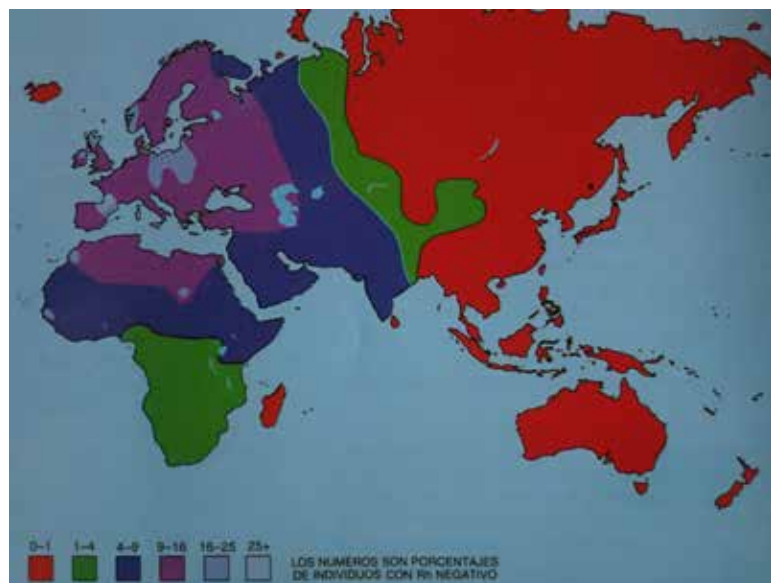 0-1 1-4 4-9 9-16 16-25 25+
LOS NUMEROS SON PORCENTAJES
DE INDIVIDUOS CON Rh NEGATIVO